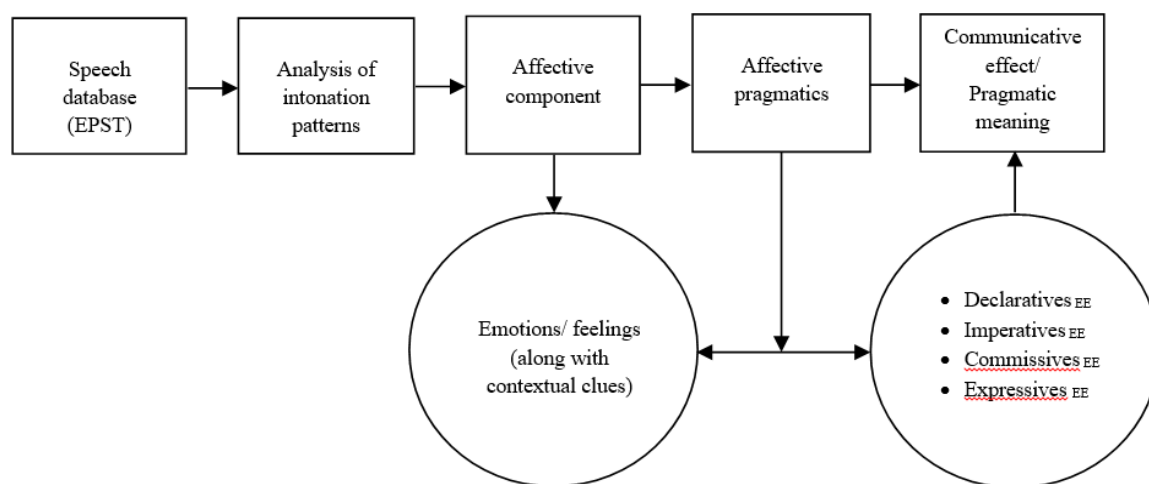 Speech
database
(EPST)
Analysis of
intonation
patterns
Affective
component
Affective
pragmatics
Communicative
effect/
Pragmatic
meaning
Emotions/ feelings
(along with
contextual clues)
• Declaratives EE
• Imperatives EE
• Commissives EE
• Expressives EE